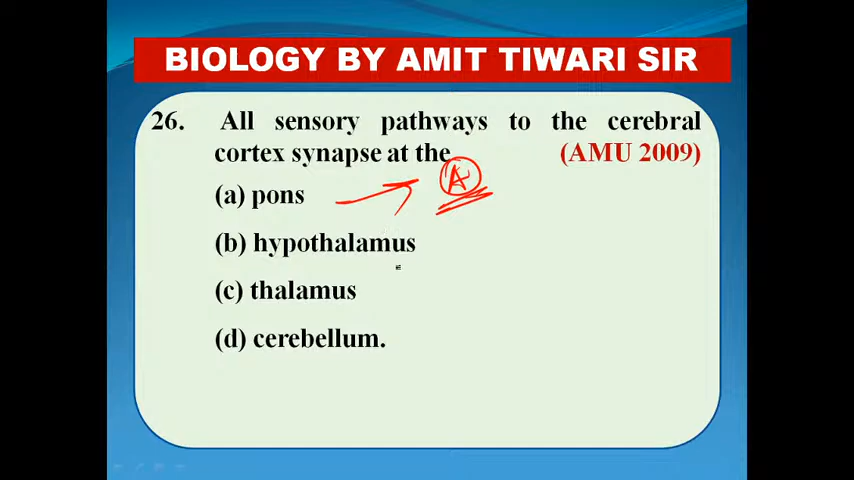 BIOLOGY BY AMIT TIWARI SIR
26. All sensory pathways to the cerebral
cortex synapse at the (AMU 2009)
A
(a) pons
(b) hypothalamus
(c) thalamus
(d) cerebellum.